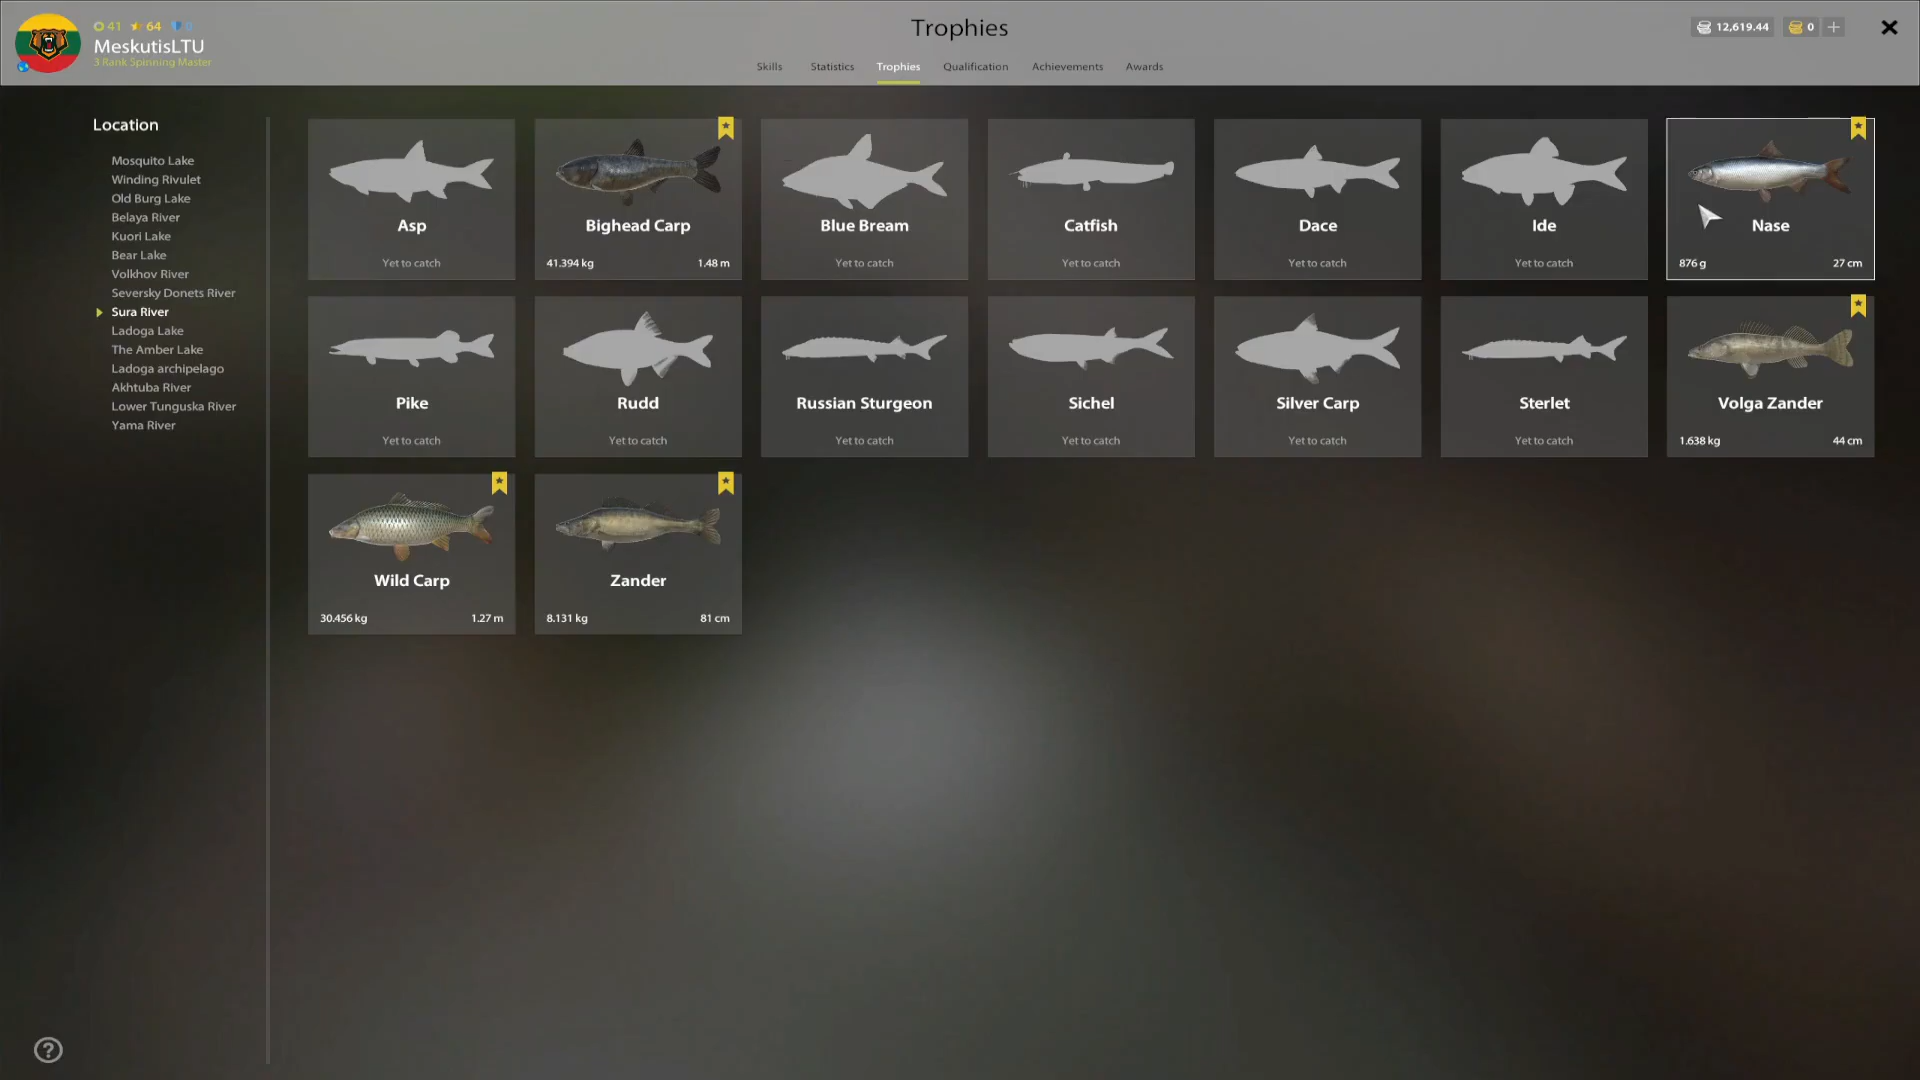 41 64 0
MeskutisLTU
3 Rank Spinning Master
Trophies
12,619.44 0 +
Skills Statistics Trophies Qualification Achievements Awards
Location
Mosquito Lake
Winding Rivulet
Old Burg Lake
Belaya River
Kuori Lake
Bear Lake
Volkhov River
Seversky Donets River
Sura River
Ladoga Lake
The Amber Lake
Ladoga archipelago
Akhtuba River
Lower Tunguska River
Yama River
Asp
Yet to catch
Bighead Carp
41.394 kg 1.48 m
Blue Bream
Yet to catch
Catfish
Yet to catch
Dace
Yet to catch
Ide
Yet to catch
Nase
876 g 27 cm
Pike
Yet to catch
Rudd
Yet to catch
Russian Sturgeon
Yet to catch
Sichel
Yet to catch
Silver Carp
Yet to catch
Sterlet
Yet to catch
Volga Zander
1.638 kg 44 cm
Wild Carp
30.456 kg 1.27 m
Zander
8.131 kg 81 cm
?